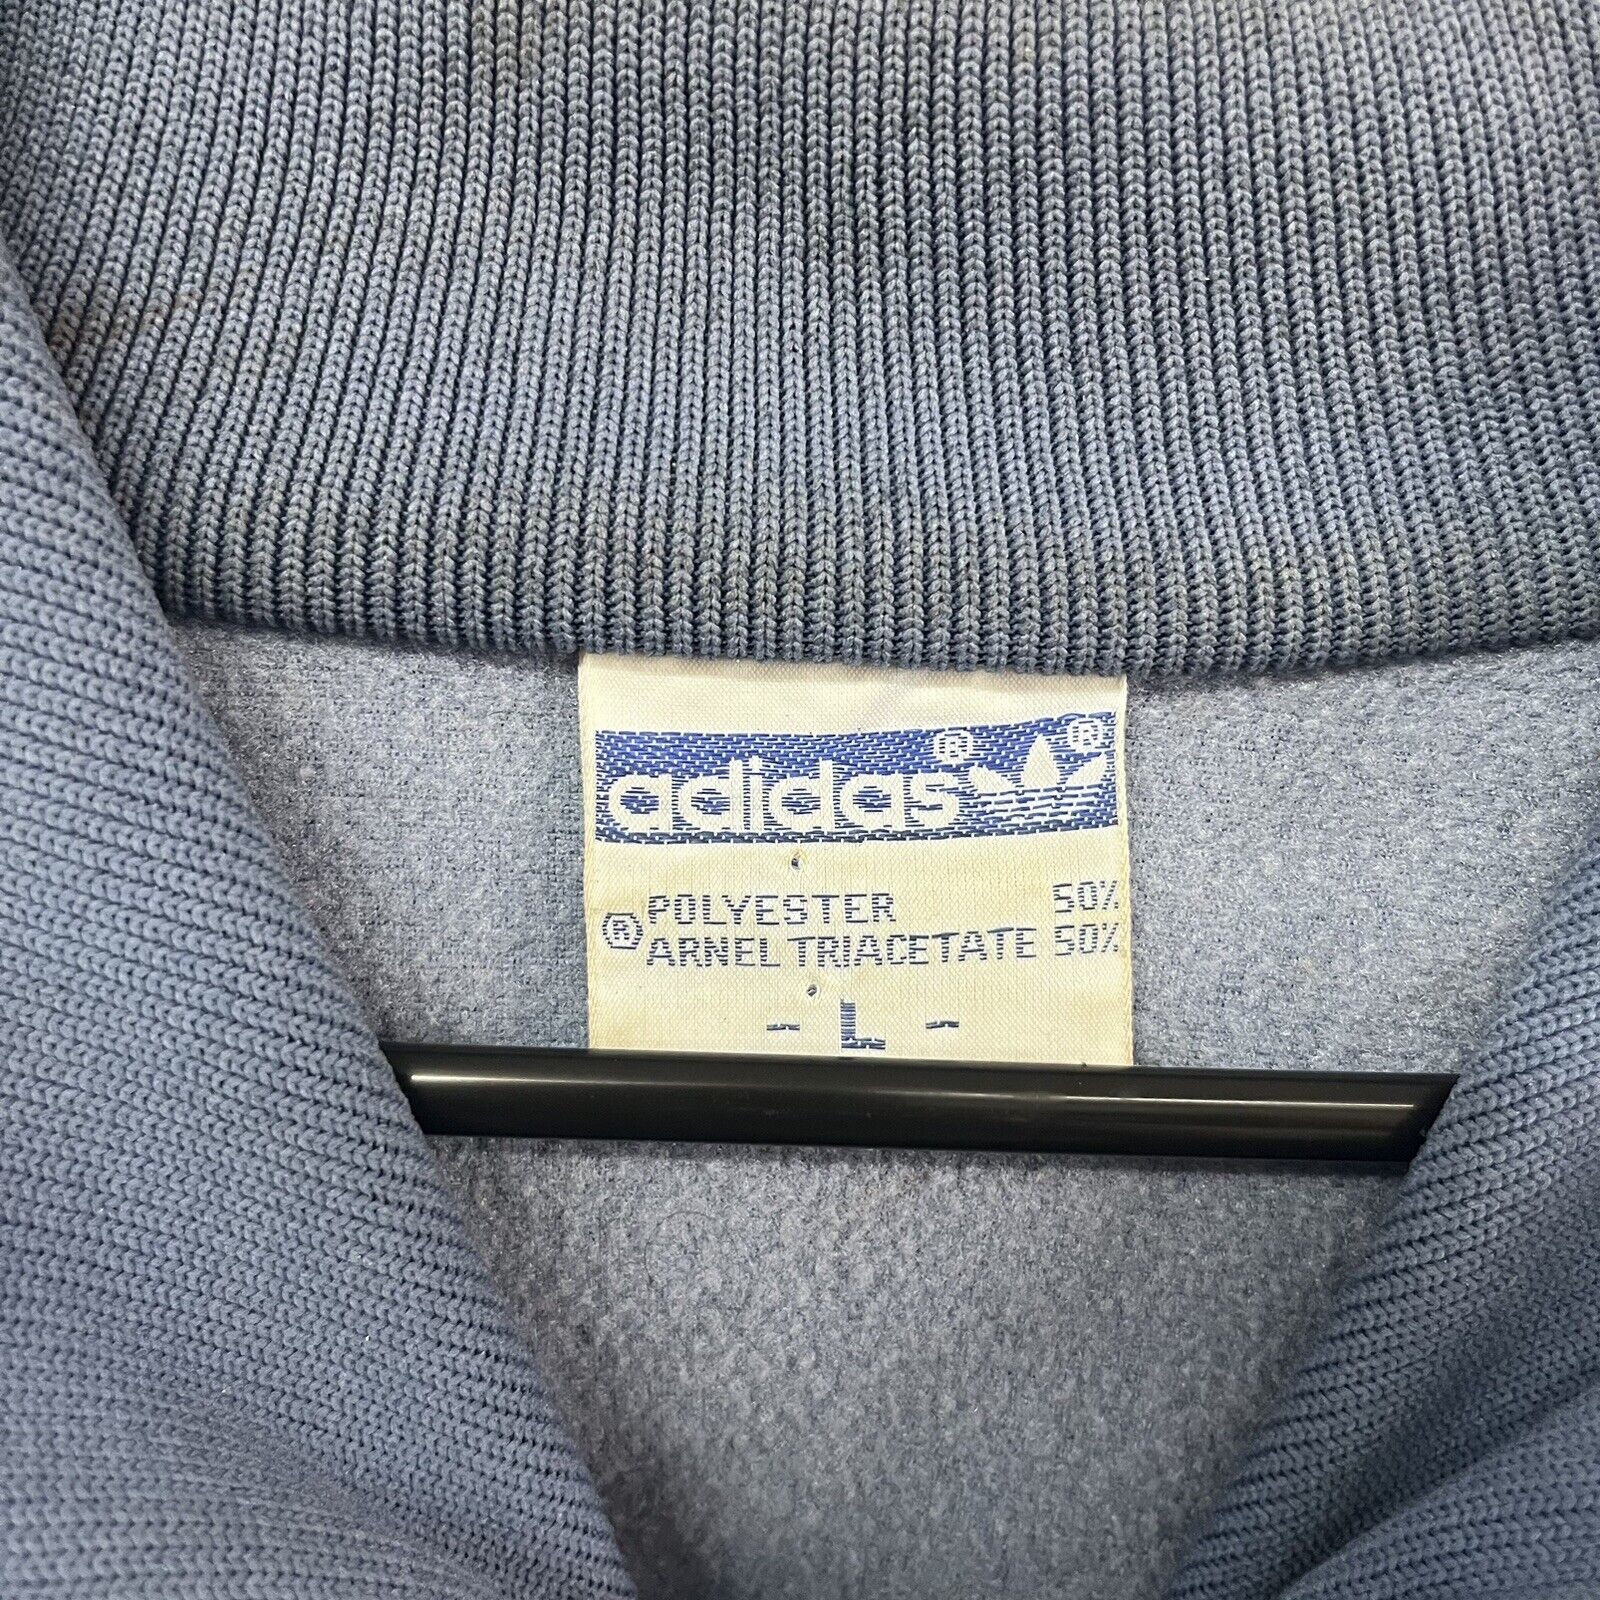 adidas® ®
POLYESTER 50%
® ARNEL TRIACETATE 50%
- L -